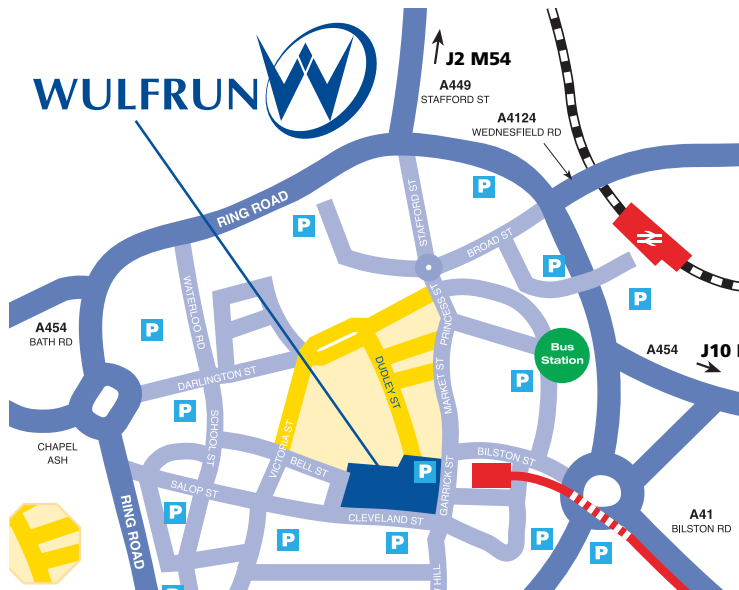 WULFRUN
J2 M54
A449
STAFFORD ST
A4124
WEDNESFIELD RD
P
P
RING ROAD
STAFFORD ST
BROAD ST
P
P
WATERLOO RD
PRINCESS ST
P
A454
BATH RD
Bus
Station
A454
J10
DARLINGTON ST
DUDLEY ST
MARKET ST
P
P
SCHOOL ST
VICTORIA ST
CHAPEL
ASH
BELL ST
P
BILSTON ST
GARRICK ST
SALOP ST
RING ROAD
P
CLEVELAND ST
A41
BILSTON RD
P
P
P
P
HILL
P